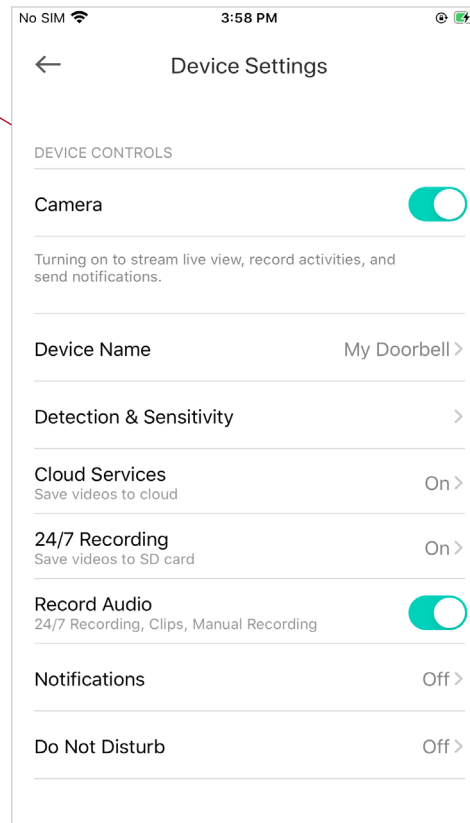 No SIM 3:58 PM
Device Settings
DEVICE CONTROLS
Camera
Turning on to stream live view, record activities, and
send notifications.
Device Name My Doorbell
Detection & Sensitivity
Cloud Services On
Save videos to cloud
24/7 Recording On
Save videos to SD card
Record Audio
24/7 Recording, Clips, Manual Recording
Notifications Off
Do Not Disturb Off